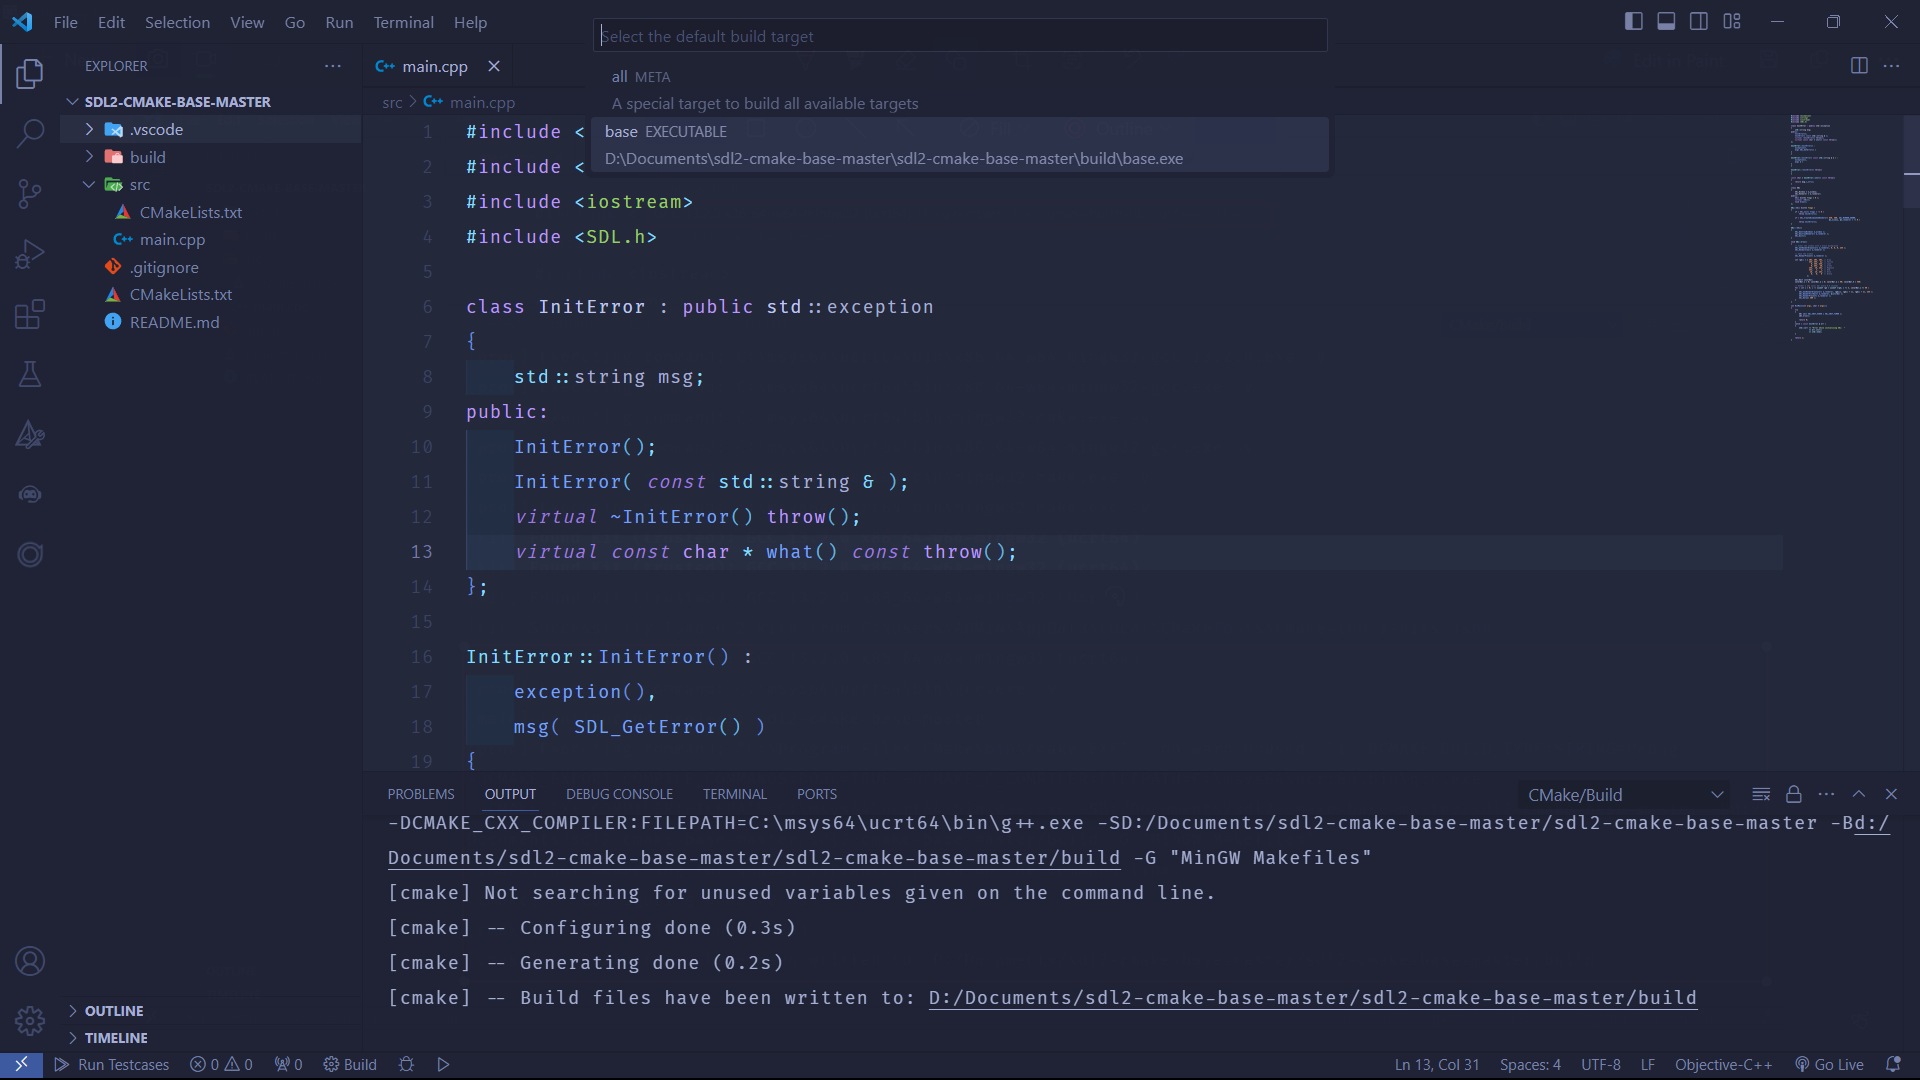 File Edit Selection View Go Run Terminal Help
Select the default build target
all META
A special target to build all available targets
base EXECUTABLE
D:\Documents\sdl2-cmake-base-master\sdl2-cmake-base-master\build\base.exe
EXPLORER
SDL2-CMAKE-BASE-MASTER
.vscode
build
src
CMakeLists.txt
main.cpp
.gitignore
CMakeLists.txt
README.md
OUTLINE
TIMELINE
main.cpp
src > main.cpp
1 #include <
2 #include <
3 #include <iostream>
4 #include <SDL.h>
5
6 class InitError : public std::exception
7 {
8 std::string msg;
9 public:
10 InitError();
11 InitError( const std::string & );
12 virtual ~InitError() throw();
13 virtual const char * what() const throw();
14 };
15
16 InitError::InitError() :
17 exception(),
18 msg( SDL_GetError() )
19 {
PROBLEMS OUTPUT DEBUG CONSOLE TERMINAL PORTS
CMake/Build
-DCMAKE_CXX_COMPILER:FILEPATH=C:\msys64\ucrt64\bin\g++.exe -SD:/Documents/sdl2-cmake-base-master/sdl2-cmake-base-master -Bd:/
Documents/sdl2-cmake-base-master/sdl2-cmake-base-master/build -G "MinGW Makefiles"
[cmake] Not searching for unused variables given on the command line.
[cmake] -- Configuring done (0.3s)
[cmake] -- Generating done (0.2s)
[cmake] -- Build files have been written to: D:/Documents/sdl2-cmake-base-master/sdl2-cmake-base-master/build
Run Testcases 0 0 0 Build
Ln 13, Col 31 Spaces: 4 UTF-8 LF Objective-C++ Go Live